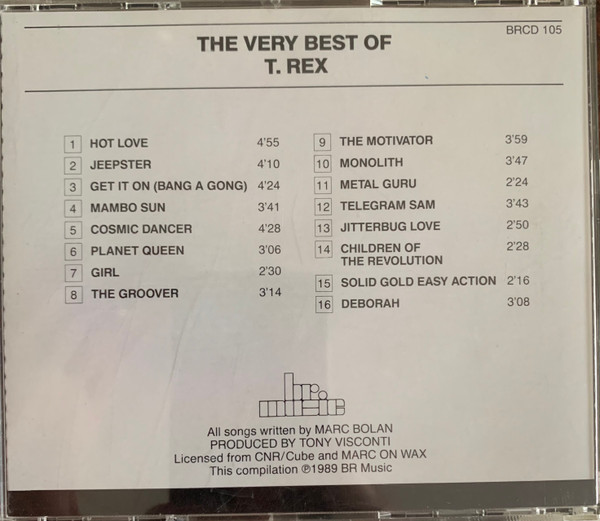 BRCD 105
THE VERY BEST OF
T. REX
1 HOT LOVE 4'55
2 JEEPSTER 4'10
3 GET IT ON (BANG A GONG) 4'24
4 MAMBO SUN 3'41
5 COSMIC DANCER 4'28
6 PLANET QUEEN 3'06
7 GIRL 2'30
8 THE GROOVER 3'14
9 THE MOTIVATOR 3'59
10 MONOLITH 3'47
11 METAL GURU 2'24
12 TELEGRAM SAM 3'43
13 JITTERBUG LOVE 2'50
14 CHILDREN OF 2'28
THE REVOLUTION
15 SOLID GOLD EASY ACTION 2'16
16 DEBORAH 3'08
br.
music
All songs written by MARC BOLAN
PRODUCED BY TONY VISCONTI
Licensed from CNR/Cube and MARC ON WAX
This compilation ℗1989 BR Music